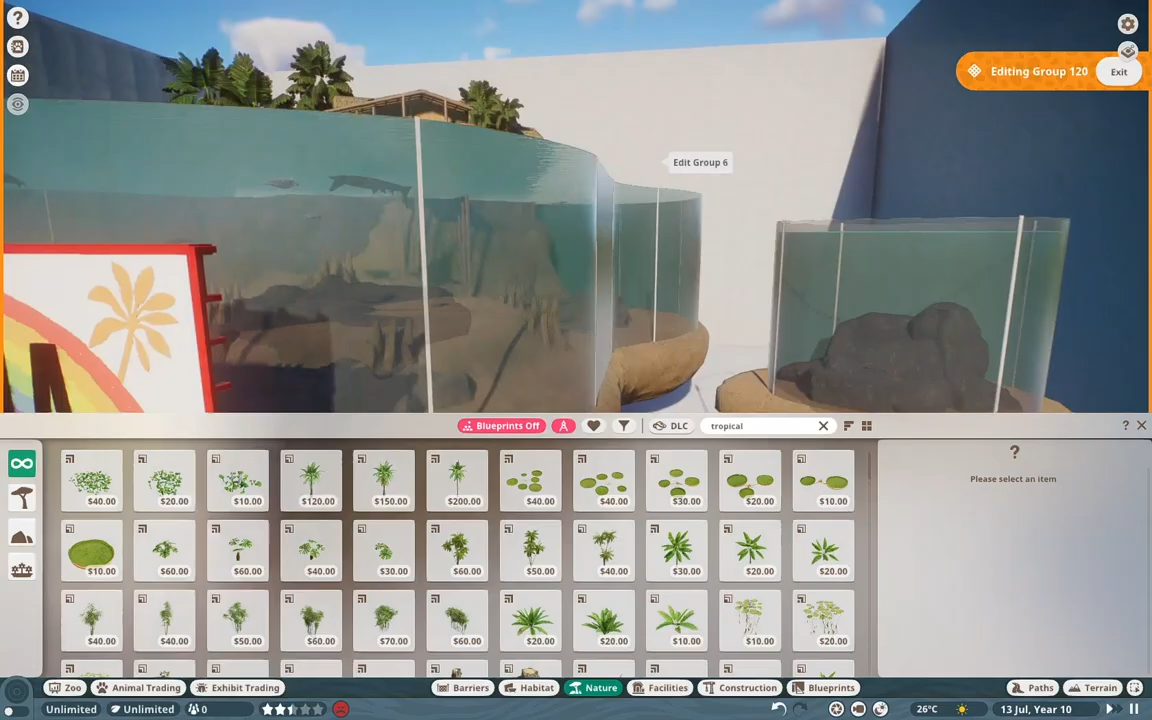 ?
Editing Group 120
Exit
Edit Group 6
Blueprints Off
DLC
tropical
?
$40.00 $20.00 $10.00 $120.00 $150.00 $200.00 $40.00 $40.00 $30.00 $20.00 $10.00
?
Please select an item
$10.00 $60.00 $60.00 $40.00 $30.00 $60.00 $50.00 $40.00 $30.00 $20.00 $20.00
$40.00 $40.00 $50.00 $60.00 $70.00 $60.00 $20.00 $20.00 $10.00 $10.00 $20.00
Zoo
Animal Trading
Exhibit Trading
Barriers
Habitat
Nature
Facilities
Construction
Blueprints
Paths
Terrain
Unlimited
Unlimited
0
26°C
13 Jul, Year 10